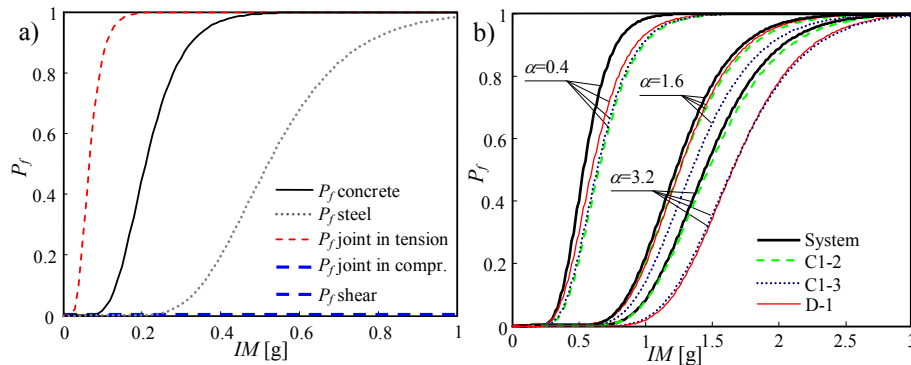 a)
1
0.8
0.6
0.4
0.2
0
P_f
P_f concrete
P_f steel
P_f joint in tension
P_f joint in compr.
P_f shear
0 0.2 0.4 0.6 0.8 1
IM [g]
b)
1
0.8
0.6
0.4
0.2
0
P_f
α=0.4
α=1.6
α=3.2
System
C1-2
C1-3
D-1
0 0.5 1 1.5 2 2.5 3
IM [g]